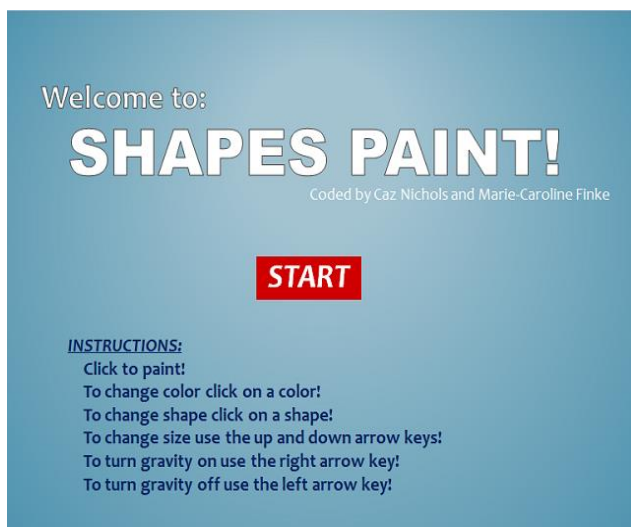 Welcome to:
SHAPES PAINT!
Coded by Caz Nichols and Marie-Caroline Finke
START
INSTRUCTIONS:
Click to paint!
To change color click on a color!
To change shape click on a shape!
To change size use the up and down arrow keys!
To turn gravity on use the right arrow key!
To turn gravity off use the left arrow key!